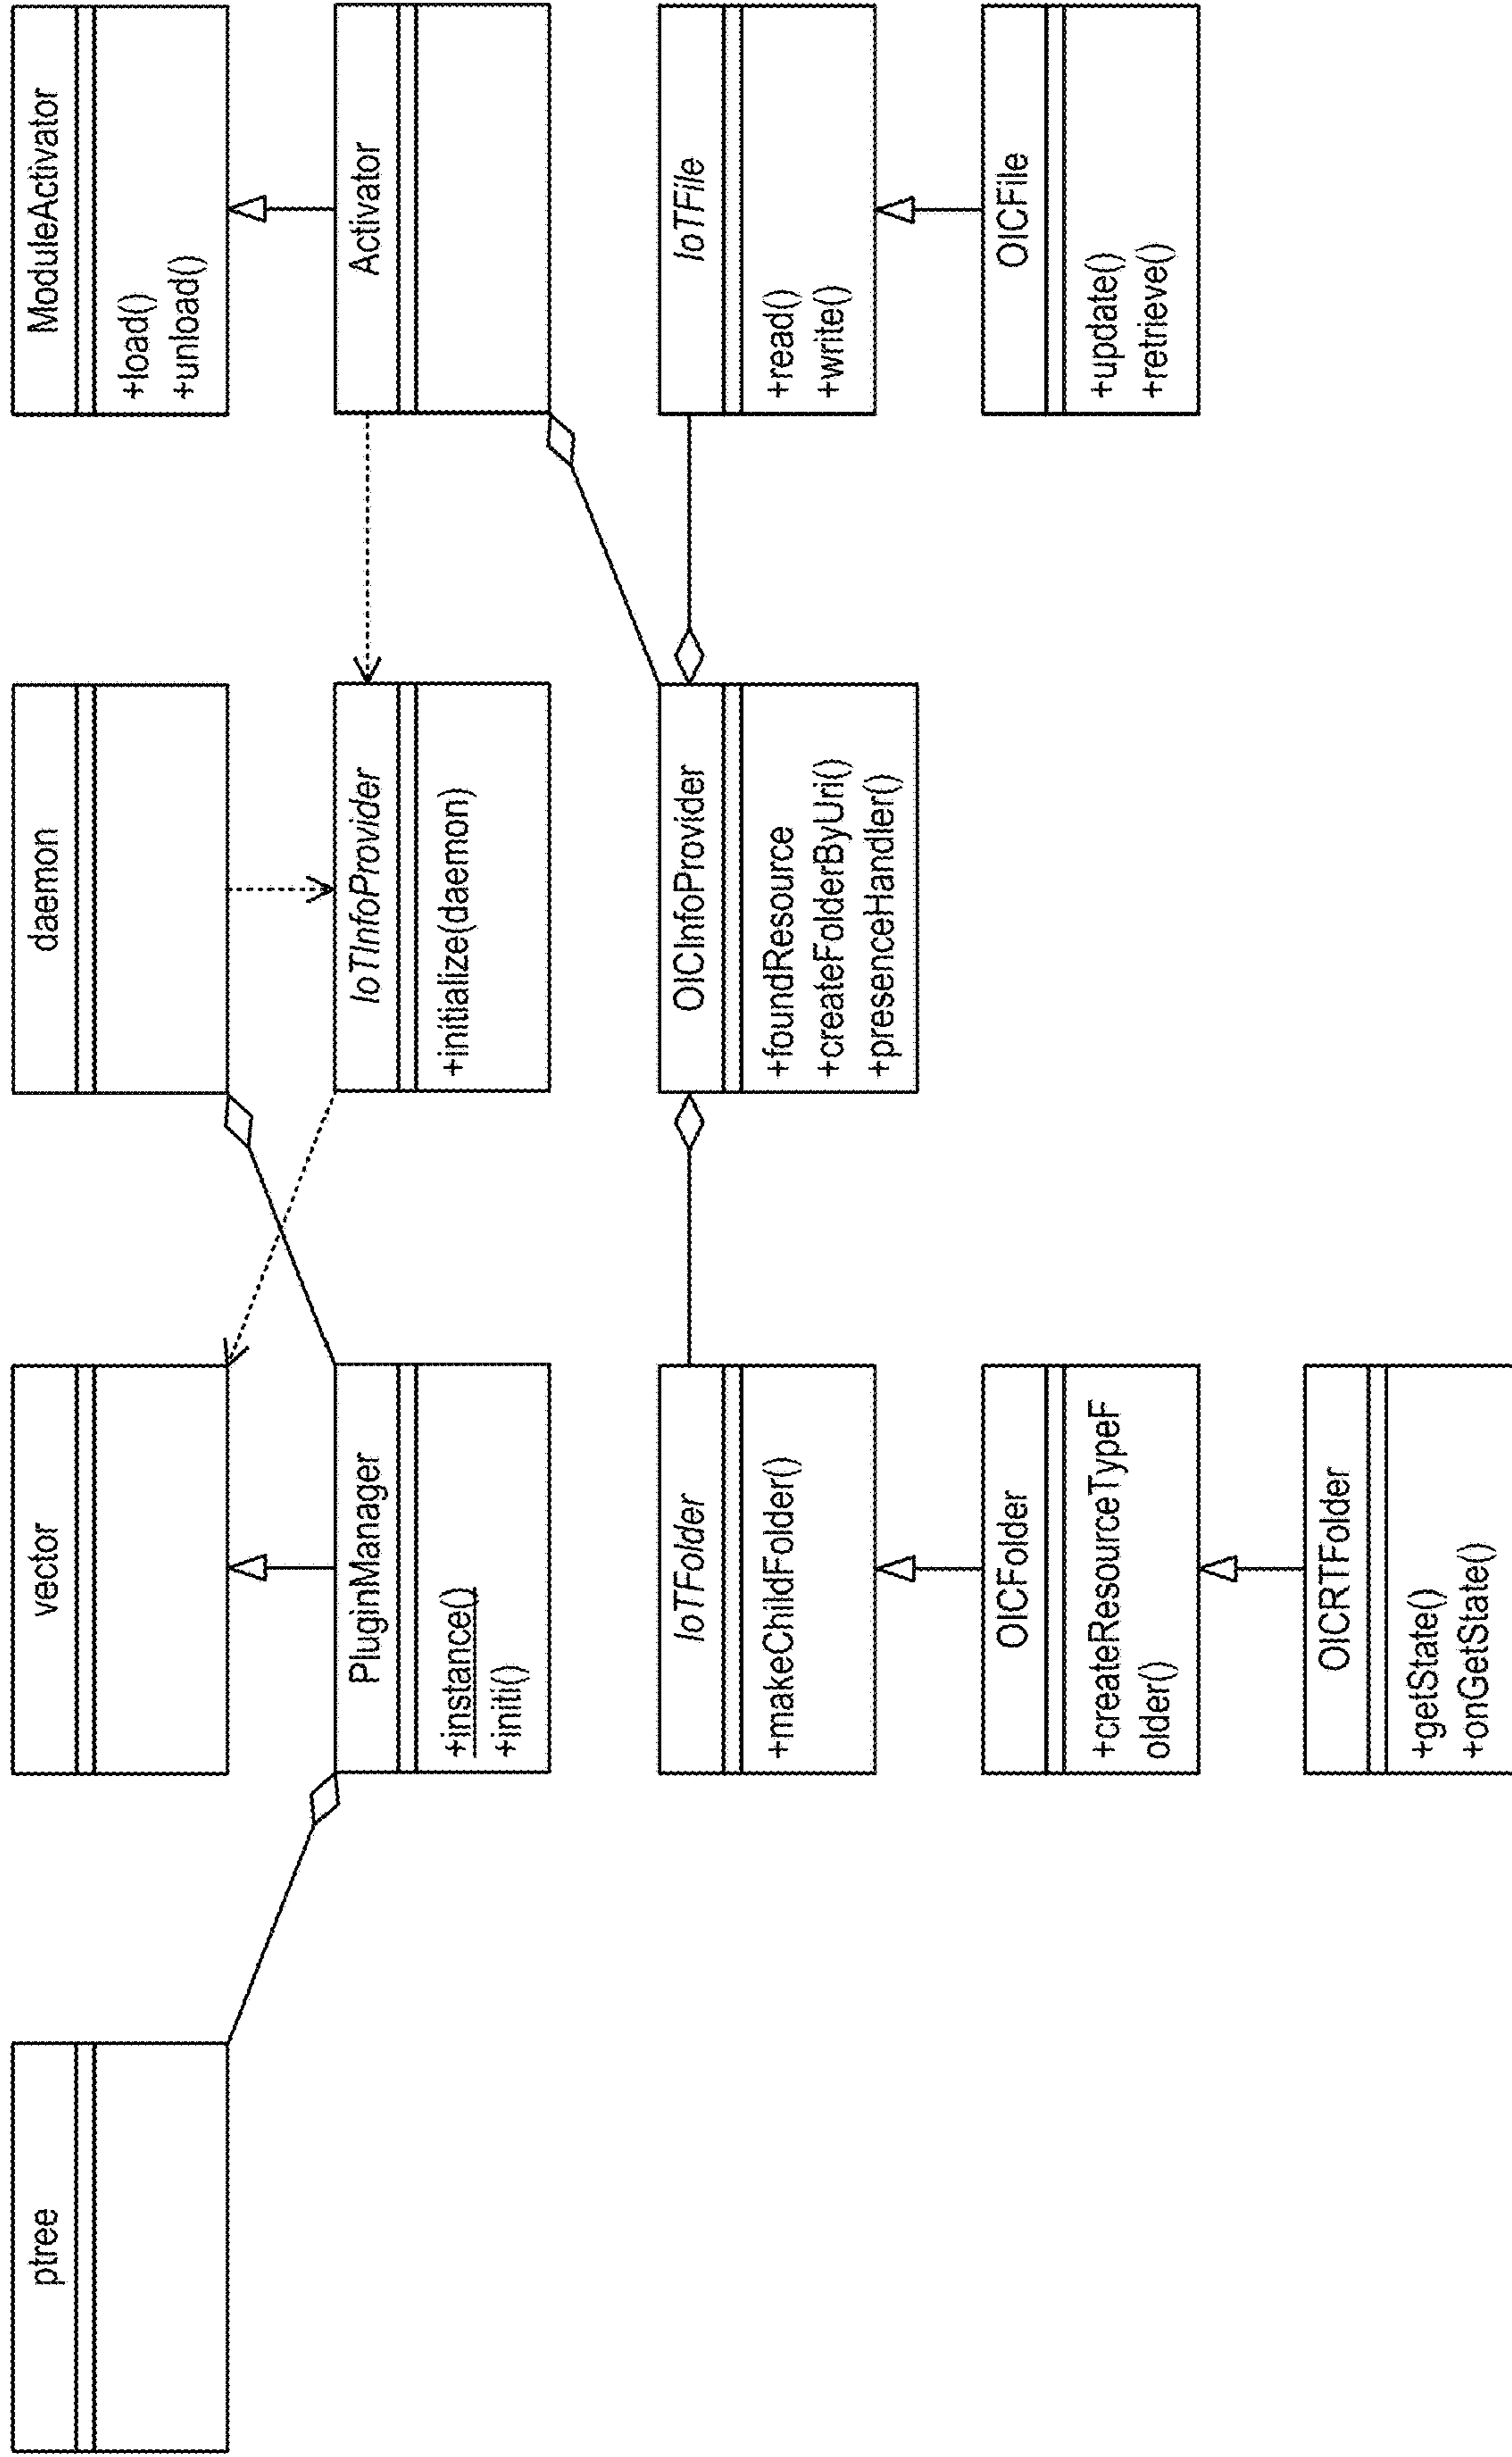 ptree
vector
daemon
ModuleActivator
+load()
+unload()
PluginManager
+instance()
+initi()
IoTInfoProvider
+initialize(daemon)
Activator
IoTFolder
+makeChildFolder()
OICInfoProvider
+foundResource
+createFolderByUri()
+presenceHandler()
IoTFile
+read()
+write()
OICFolder
+createResourceTypeF
older()
OICFile
+update()
+retrieve()
OICRTFolder
+getState()
+onGetState()